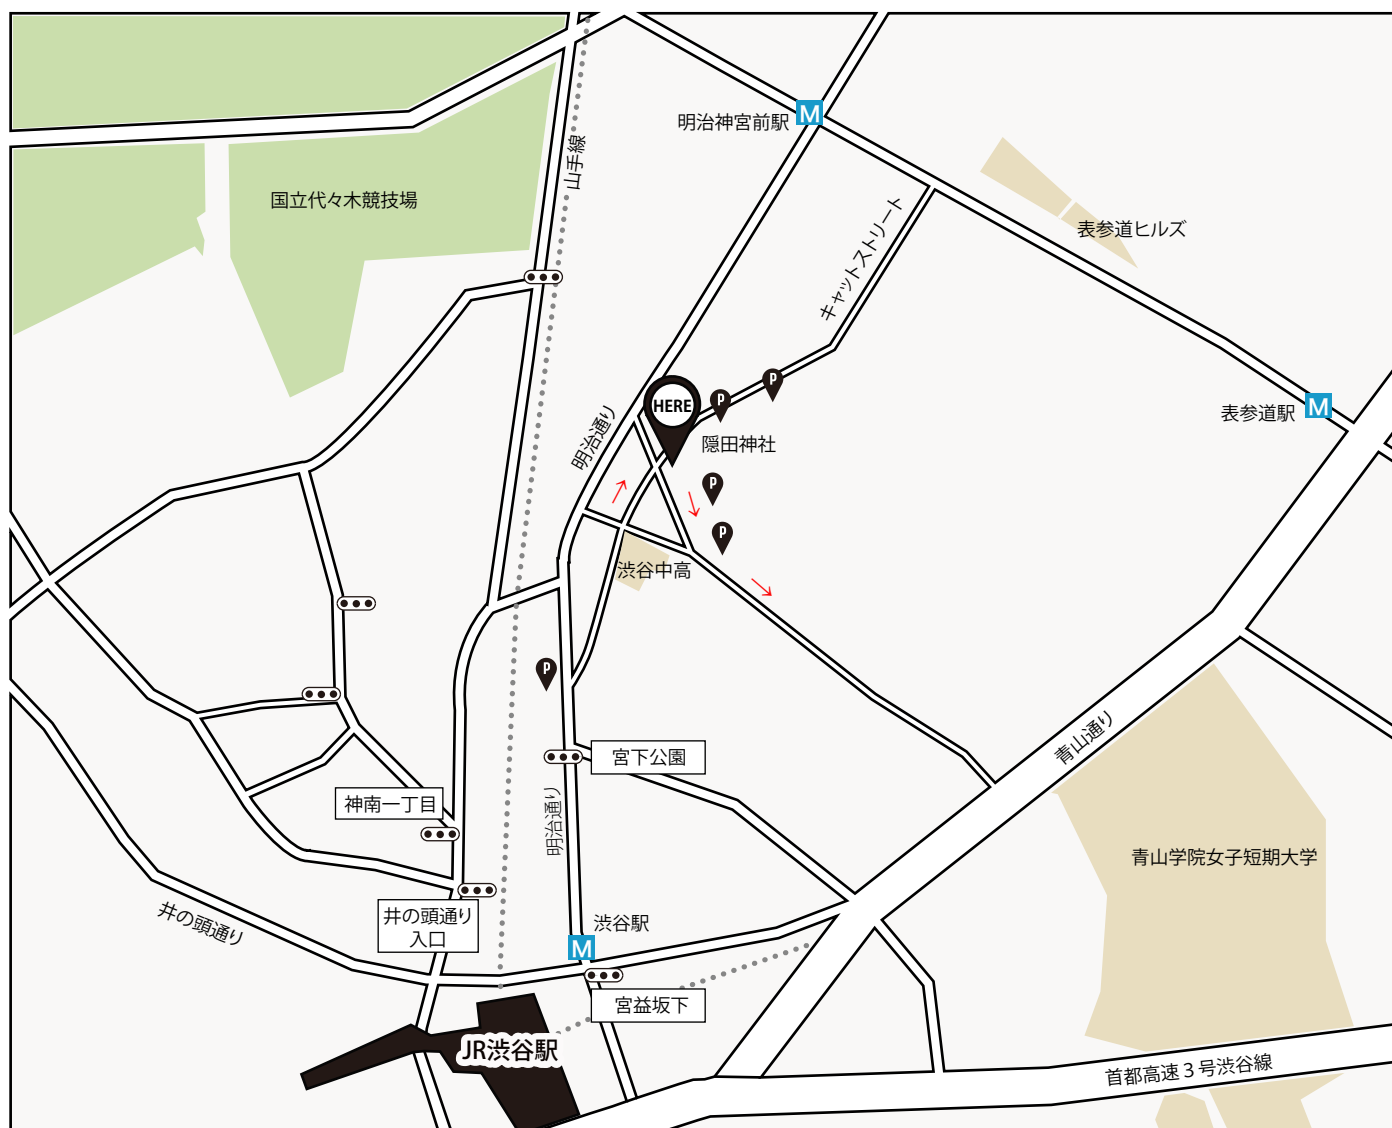 M
明治神宮前駅
山手線
国立代々木競技場
キャットストリート
表参道ヒルズ
P
HERE
P
M
表参道駅
明治通り
隠田神社
P
P
渋谷中高
P
青山通り
宮下公園
神南一丁目
明治通り
青山学院女子短期大学
井の頭通り
井の頭通り
入口
渋谷駅
M
宮益坂下
JR渋谷駅
首都高速3号渋谷線